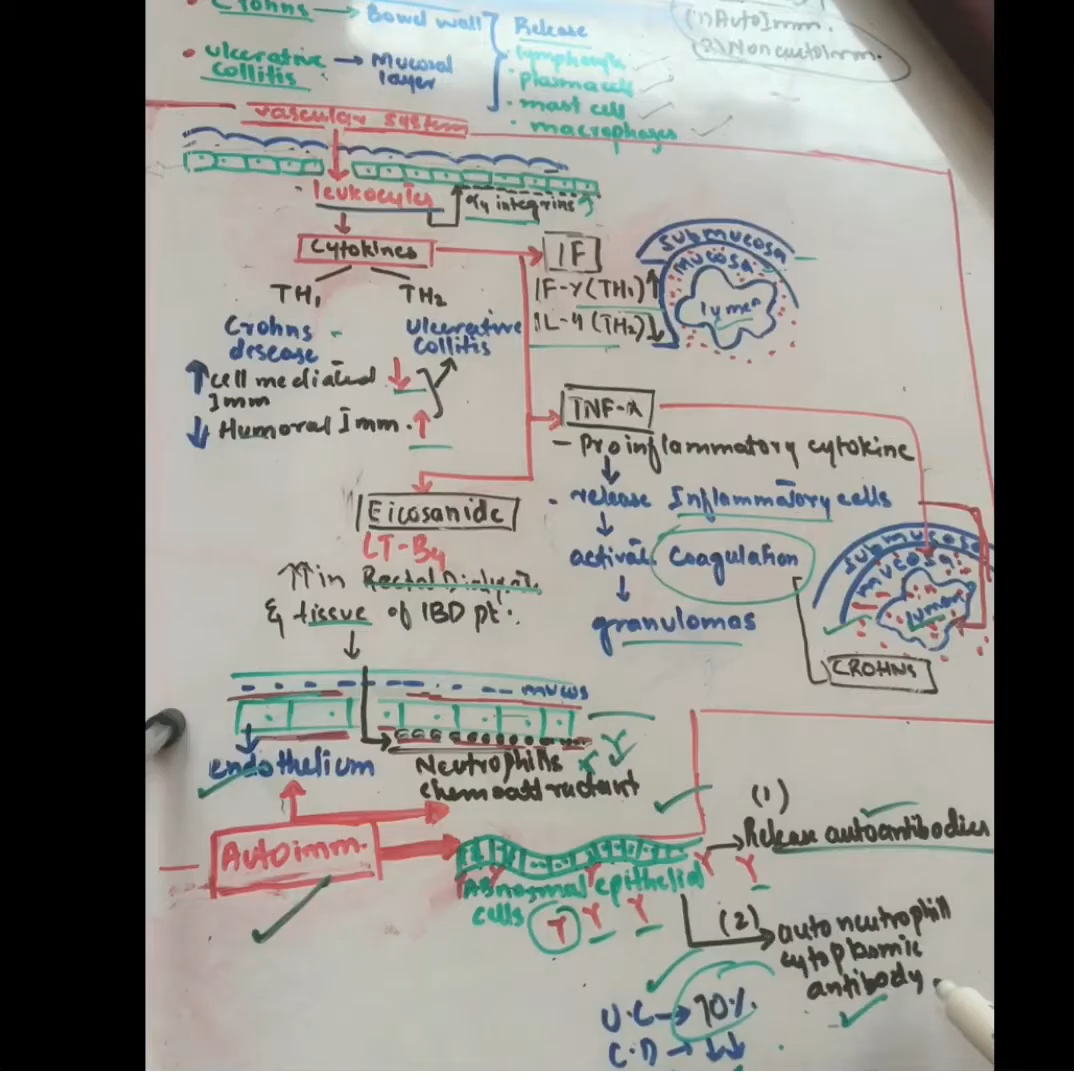 Crohns → Bowel wall
Release
(1) AutoImm.
(2) Non autoImm.
• ulcerative collitis → Mucosal layer
· lymphocyte
· plasma cell
· mast cell
· macrophages
vascular system
· leukocytes
α4 integrins
Cytokines
IF
TH1
TH2
IF-γ (TH1) ↑
IL-4 (TH2) ↓
submucosa
mucosa
lumen
Crohns disease
ulcerative collitis
↑ cell mediated Imm ↓
↓ Humoral Imm. ↑
TNF-α
- Proinflammatory cytokine
↓
- release Inflammatory cells
↓
activat. Coagulation
↓
granulomas
submucosa
mucosa
lumen
CROHNS
Eicosanide
LT-B4
↑↑ in Rectal Dialysis
& tissue of IBD pt.
↓
mucus
endothelium
Neutrophills
chemoattractant
Autoimm.
Abnormal epithelial
cells
(1)
→ Release autoantibodies
(2)
→ auto neutrophill
cytoplasmic
antibody
U.C → 70%
C.D → ↓↓